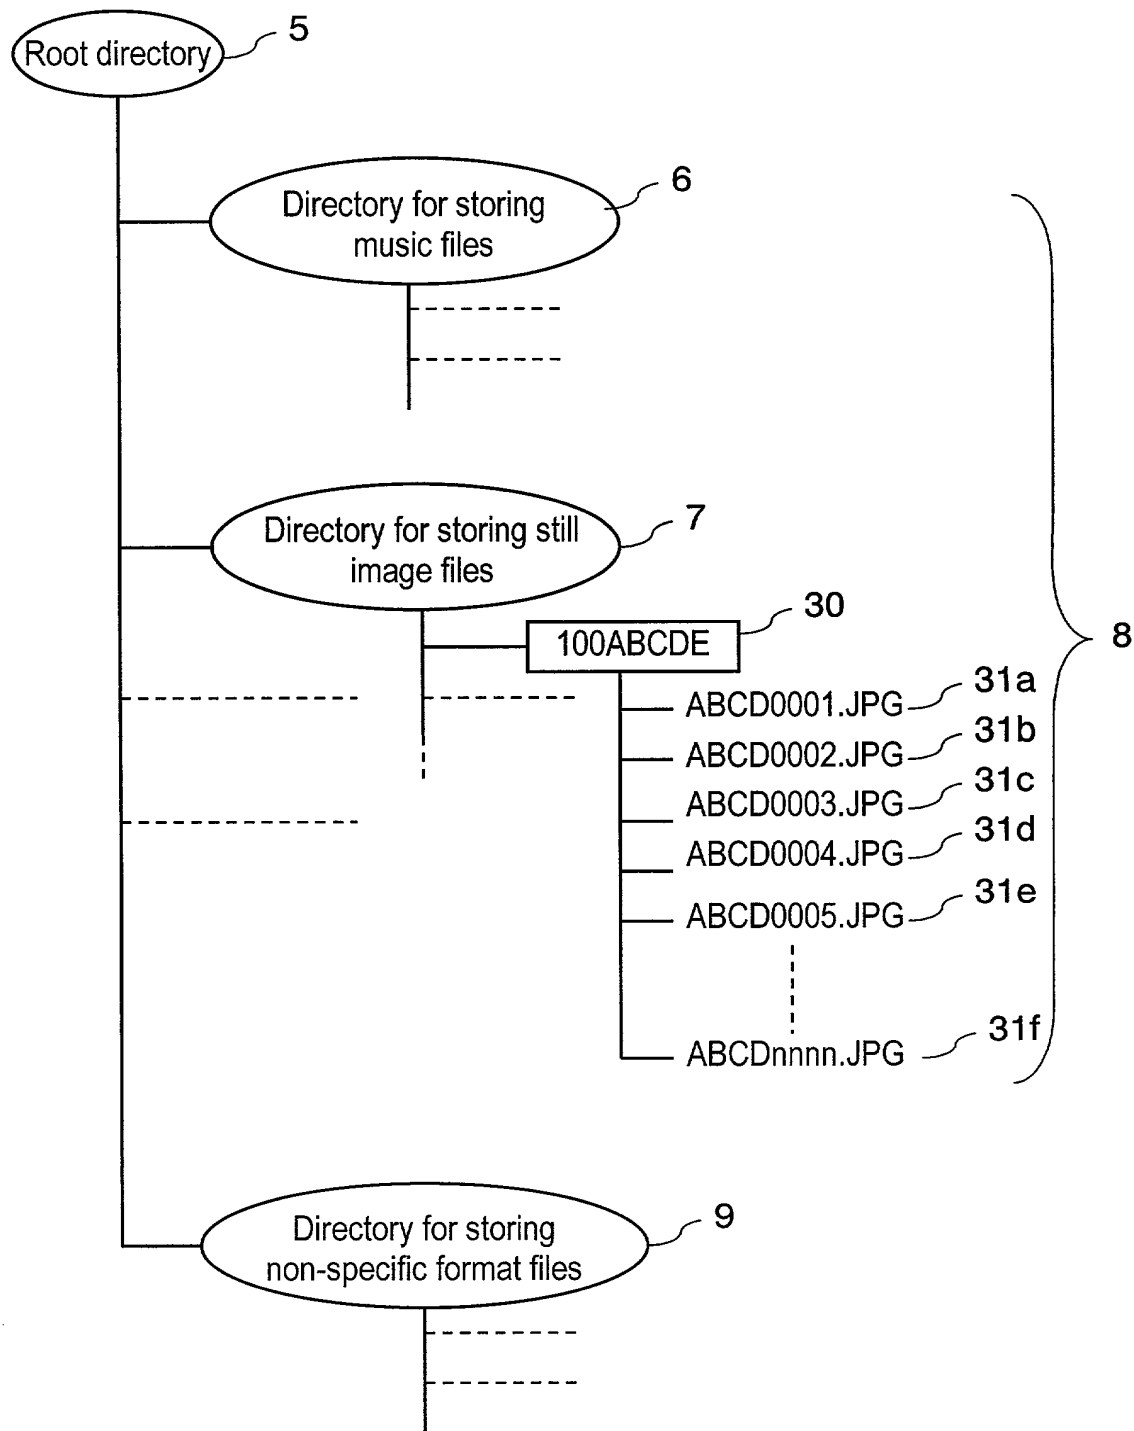 Root directory
5
Directory for storing
music files
6
Directory for storing still
image files
7
100ABCDE
30
8
ABCD0001.JPG
31a
ABCD0002.JPG
31b
ABCD0003.JPG
31c
ABCD0004.JPG
31d
ABCD0005.JPG
31e
ABCDnnnn.JPG
31f
Directory for storing
non-specific format files
9